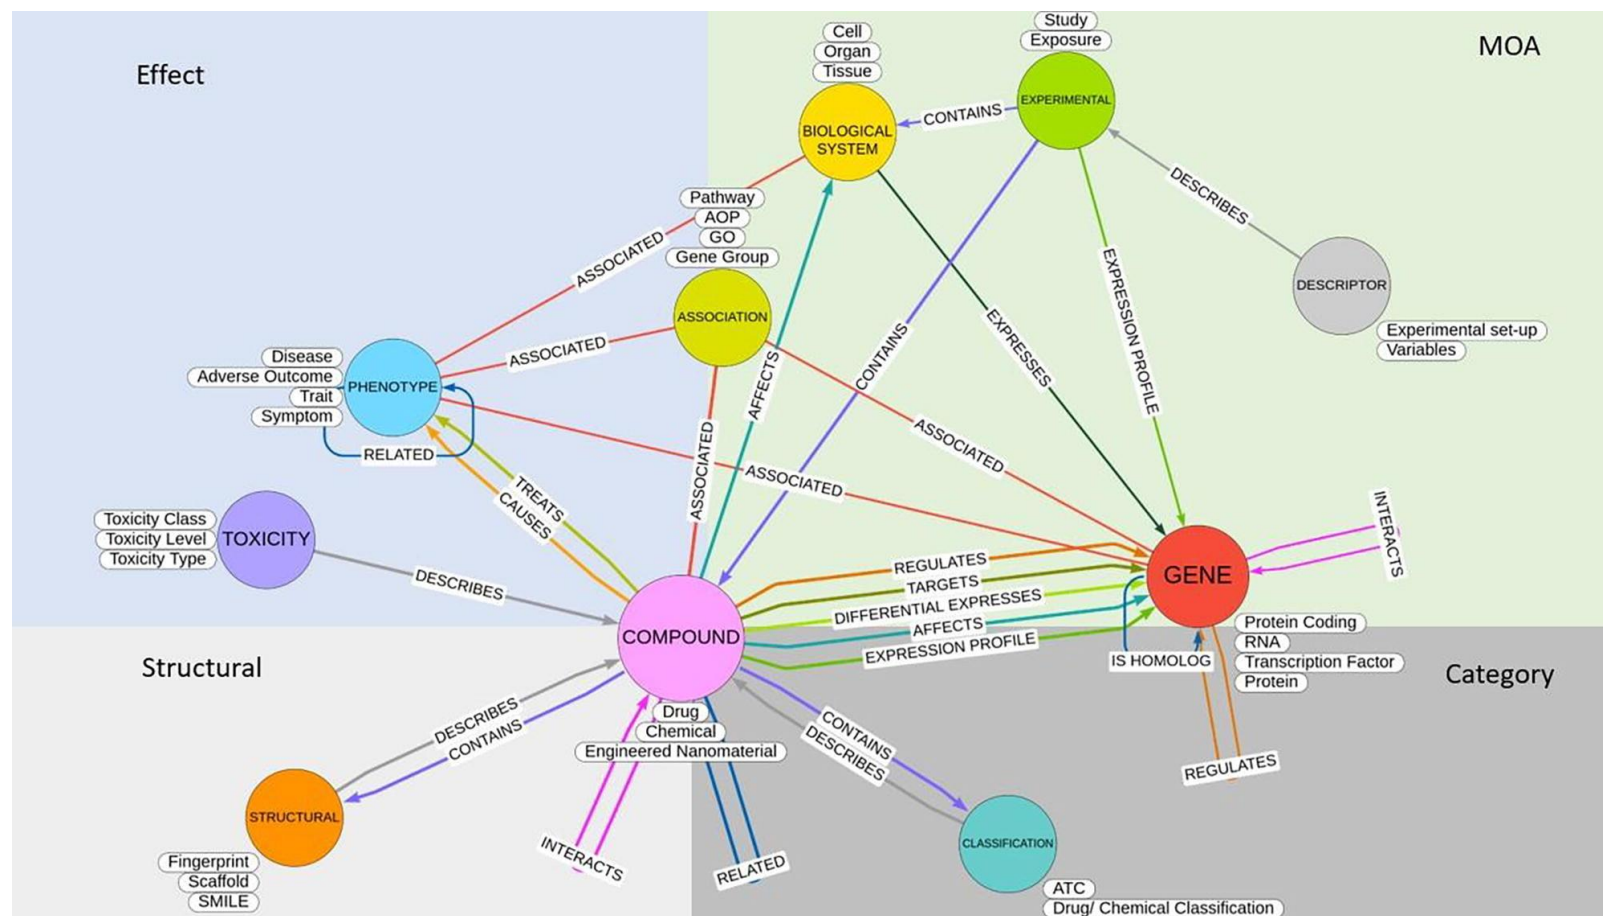 Effect
MOA
Cell
Organ
Tissue
BIOLOGICAL
SYSTEM
Study
Exposure
EXPERIMENTAL
CONTAINS
DESCRIBES
DESCRIPTOR
Experimental set-up
Variables
Pathway
AOP
GO
Gene Group
ASSOCIATION
ASSOCIATED
ASSOCIATED
Disease
Adverse Outcome
Trait
Symptom
PHENOTYPE
RELATED
EXPRESSION PROFILE
EXPRESSES
CONTAINS
AFFECTS
ASSOCIATED
ASSOCIATED
ASSOCIATED
TREATS
CAUSES
Toxicity Class
Toxicity Level
Toxicity Type
TOXICITY
DESCRIBES
COMPOUND
Drug
Chemical
Engineered Nanomaterial
REGULATES
TARGETS
DIFFERENTIAL EXPRESSES
AFFECTS
EXPRESSION PROFILE
GENE
INTERACTS
IS HOMOLOG
Protein Coding
RNA
Transcription Factor
Protein
REGULATES
Structural
Category
DESCRIBES
CONTAINS
STRUCTURAL
Fingerprint
Scaffold
SMILE
INTERACTS
RELATED
CONTAINS
DESCRIBES
CLASSIFICATION
ATC
Drug/ Chemical Classification